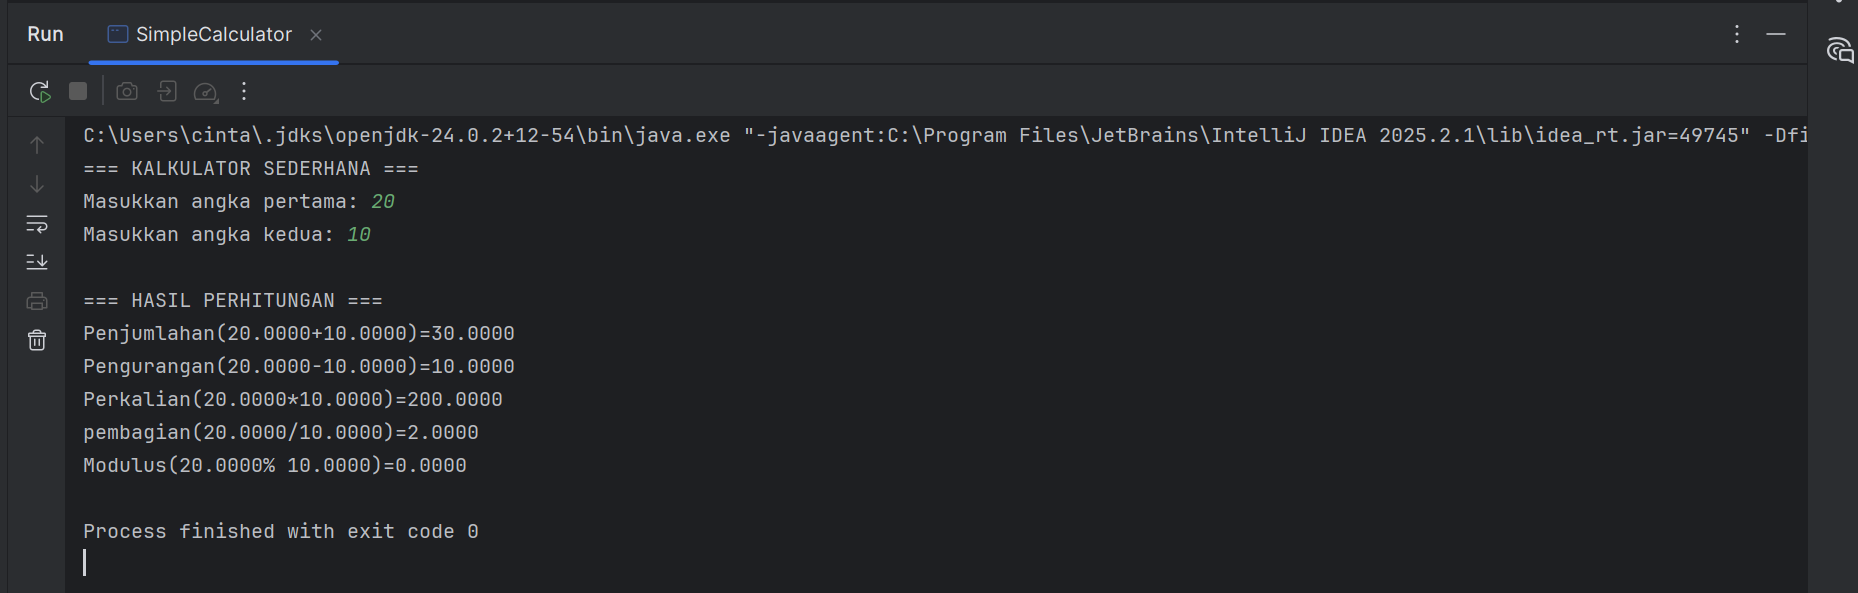 Run SimpleCalculator
C:\Users\cinta\.jdks\openjdk-24.0.2+12-54\bin\java.exe "-javaagent:C:\Program Files\JetBrains\IntelliJ IDEA 2025.2.1\lib\idea_rt.jar=49745" -Dfi
=== KALKULATOR SEDERHANA ===
Masukkan angka pertama: 20
Masukkan angka kedua: 10
=== HASIL PERHITUNGAN ===
Penjumlahan(20.0000+10.0000)=30.0000
Pengurangan(20.0000-10.0000)=10.0000
Perkalian(20.0000*10.0000)=200.0000
pembagian(20.0000/10.0000)=2.0000
Modulus(20.0000% 10.0000)=0.0000
Process finished with exit code 0